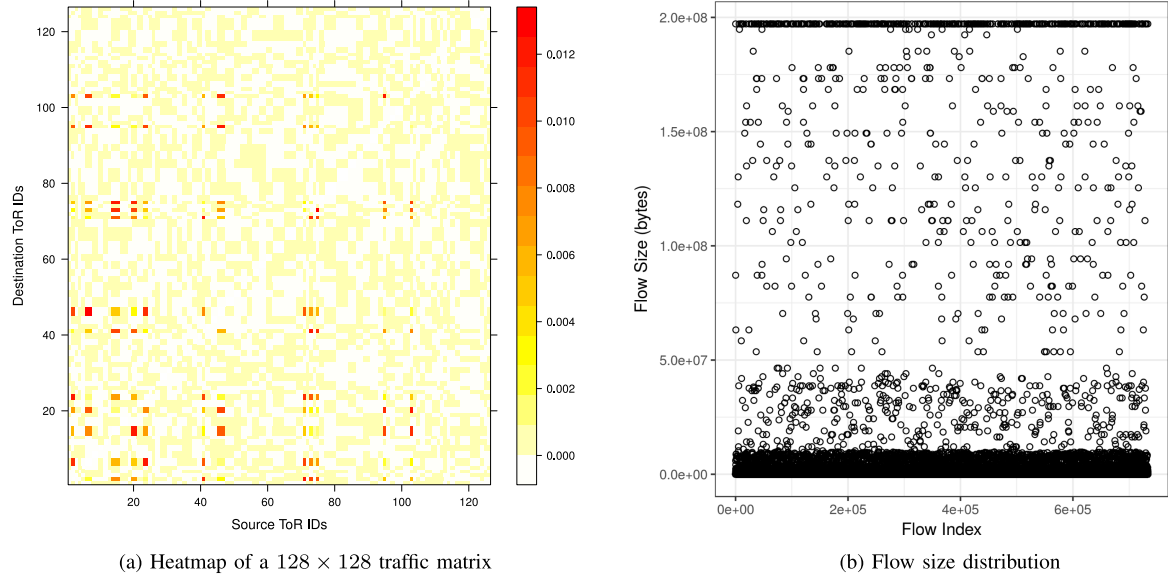 120
100
80
60
40
20
Destination ToR IDs
20
40
60
80
100
120
Source ToR IDs
0.012
0.010
0.008
0.006
0.004
0.002
0.000
(a) Heatmap of a 128 × 128 traffic matrix
2.0e+08
1.5e+08
1.0e+08
5.0e+07
0.0e+00
Flow Size (bytes)
0e+00
2e+05
4e+05
6e+05
Flow Index
(b) Flow size distribution